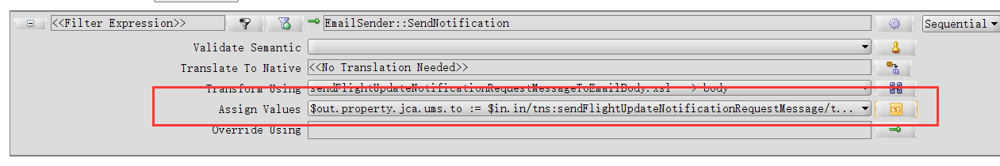 <<Filter Expression>> EmailSender::SendNotification Sequential
Validate Semantic
Translate To Native <<No Translation Needed>>
Transform Using sendFlightUpdateNotificationRequestMessageToEmailBody.xsl --> body
Assign Values $out.property.jca.ums.to := $in.in/tns:sendFlightUpdateNotificationRequestMessage/t...
Override Using